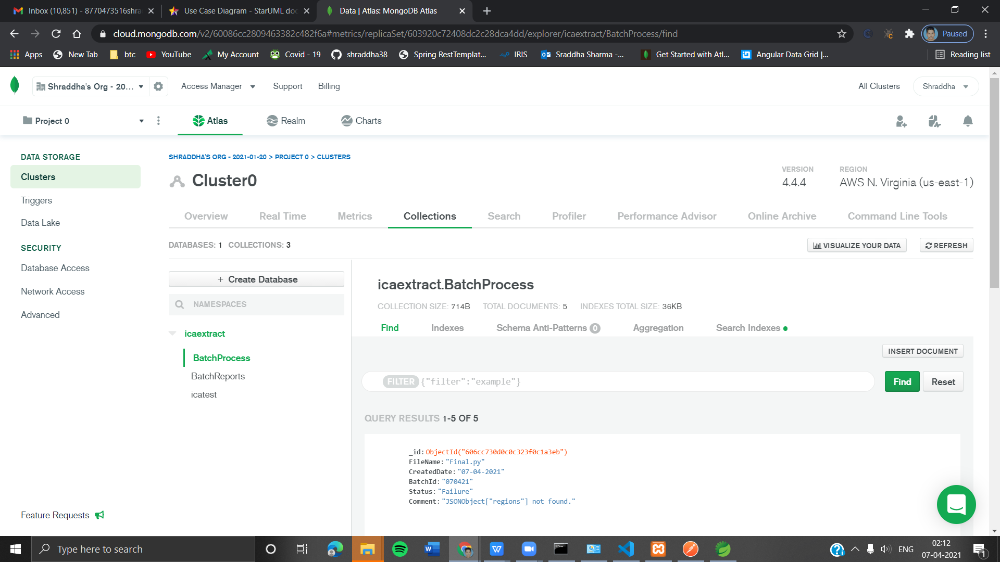 Inbox (10,851) - 8770473516shra
Use Case Diagram - StarUML doc
Data | Atlas: MongoDB Atlas
cloud.mongodb.com/v2/60086cc2809463382c482f6a#metrics/replicaSet/603920c72408dc2c28dca4dd/explorer/icaextract/BatchProcess/find
Paused
Apps
New Tab
btc
YouTube
My Account
Covid - 19
shraddha38
Spring RestTemplat...
IRIS
Sraddha Sharma -...
Get Started with Atl...
Angular Data Grid |...
Reading list
Shraddha's Org - 20...
Access Manager
Support
Billing
All Clusters
Shraddha
Project 0
Atlas
Realm
Charts
DATA STORAGE
Clusters
Triggers
Data Lake
SECURITY
Database Access
Network Access
Advanced
Feature Requests
SHRADDHA'S ORG - 2021-01-20 > PROJECT 0 > CLUSTERS
Cluster0
VERSION
4.4.4
REGION
AWS N. Virginia (us-east-1)
Overview
Real Time
Metrics
Collections
Search
Profiler
Performance Advisor
Online Archive
Command Line Tools
DATABASES: 1 COLLECTIONS: 3
VISUALIZE YOUR DATA
REFRESH
+ Create Database
NAMESPACES
icaextract
BatchProcess
BatchReports
icatest
icaextract.BatchProcess
COLLECTION SIZE: 714B TOTAL DOCUMENTS: 5 INDEXES TOTAL SIZE: 36KB
Find
Indexes
Schema Anti-Patterns 0
Aggregation
Search Indexes
INSERT DOCUMENT
FILTER {"filter":"example"}
Find
Reset
QUERY RESULTS 1-5 OF 5
_id: ObjectId("606cc730d0c0c323f0c1a3eb")
FileName: "Final.py"
CreatedDate: "07-04-2021"
BatchId: "070421"
Status: "Failure"
Comment: "JSONObject["regions"] not found."
Type here to search
ENG
02:12
07-04-2021
1